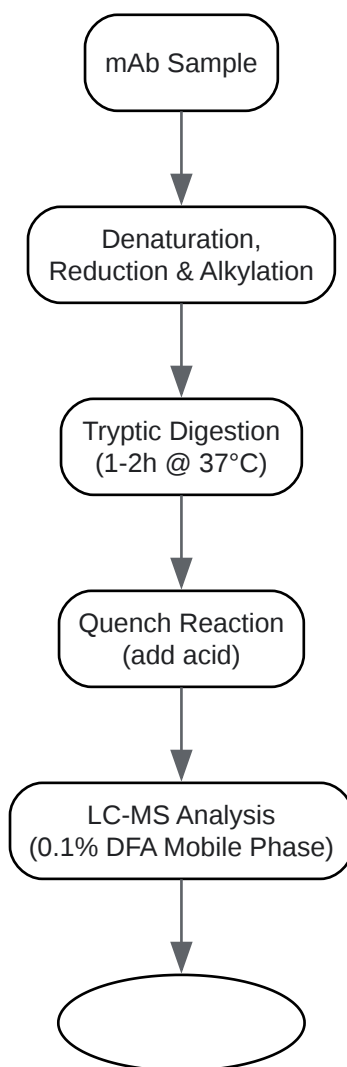 mAb Sample
Denaturation,
Reduction & Alkylation
Tryptic Digestion
(1-2h @ 37°C)
Quench Reaction
(add acid)
LC-MS Analysis
(0.1% DFA Mobile Phase)